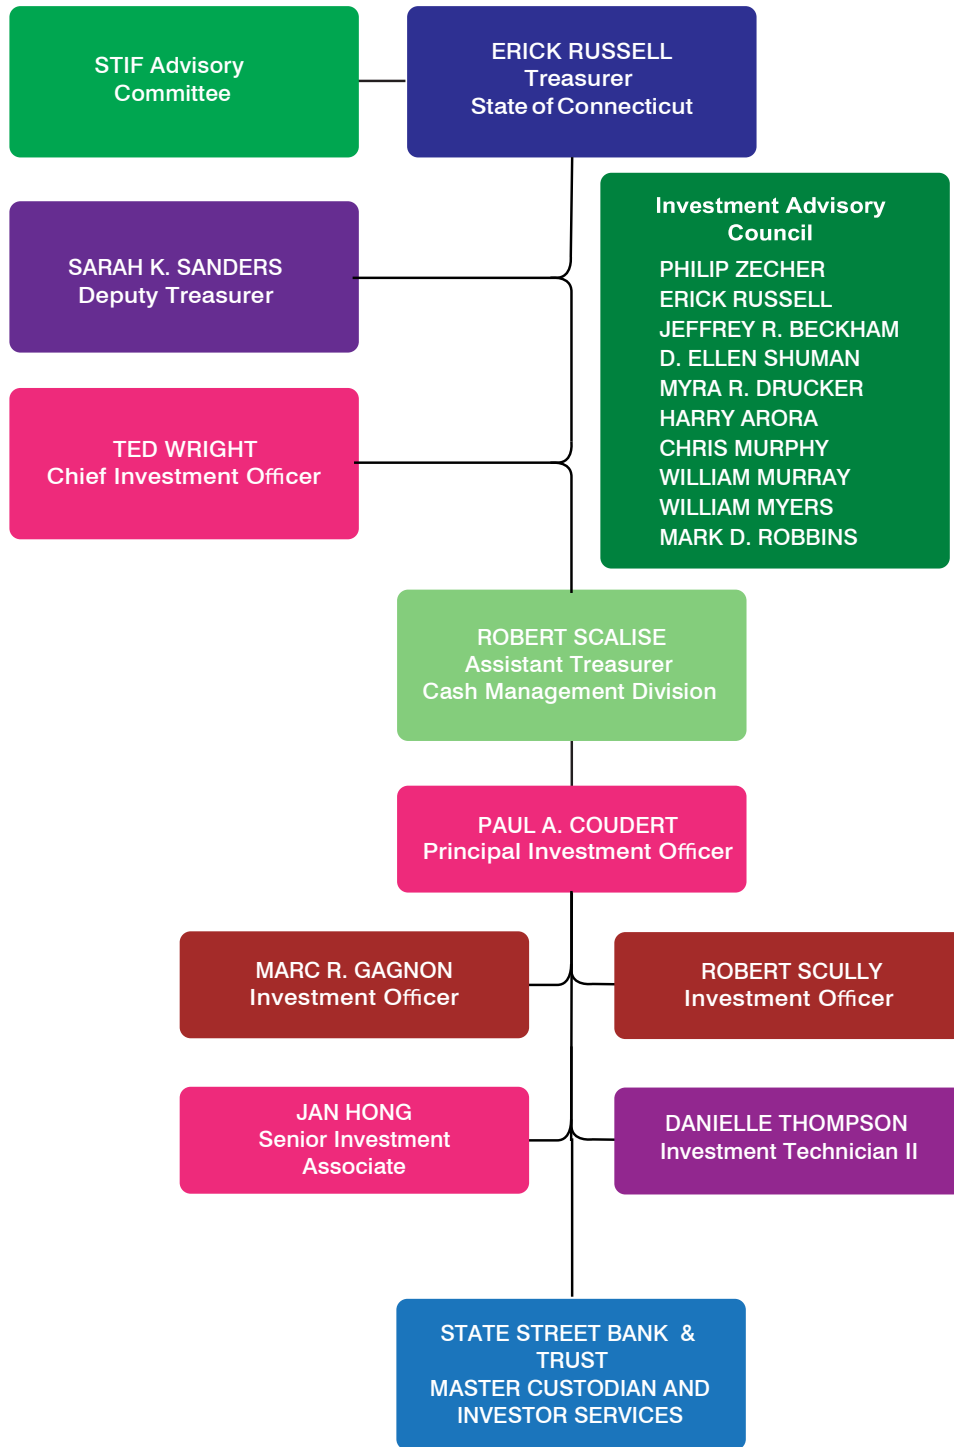 STIF Advisory
Committee
ERICK RUSSELL
Treasurer
State of Connecticut
Investment Advisory
Council
PHILIP ZECHER
ERICK RUSSELL
JEFFREY R. BECKHAM
D. ELLEN SHUMAN
MYRA R. DRUCKER
HARRY ARORA
CHRIS MURPHY
WILLIAM MURRAY
WILLIAM MYERS
MARK D. ROBBINS
SARAH K. SANDERS
Deputy Treasurer
TED WRIGHT
Chief Investment Officer
ROBERT SCALISE
Assistant Treasurer
Cash Management Division
PAUL A. COUDERT
Principal Investment Officer
MARC R. GAGNON
Investment Officer
ROBERT SCULLY
Investment Officer
JAN HONG
Senior Investment
Associate
DANIELLE THOMPSON
Investment Technician II
STATE STREET BANK &
TRUST
MASTER CUSTODIAN AND
INVESTOR SERVICES